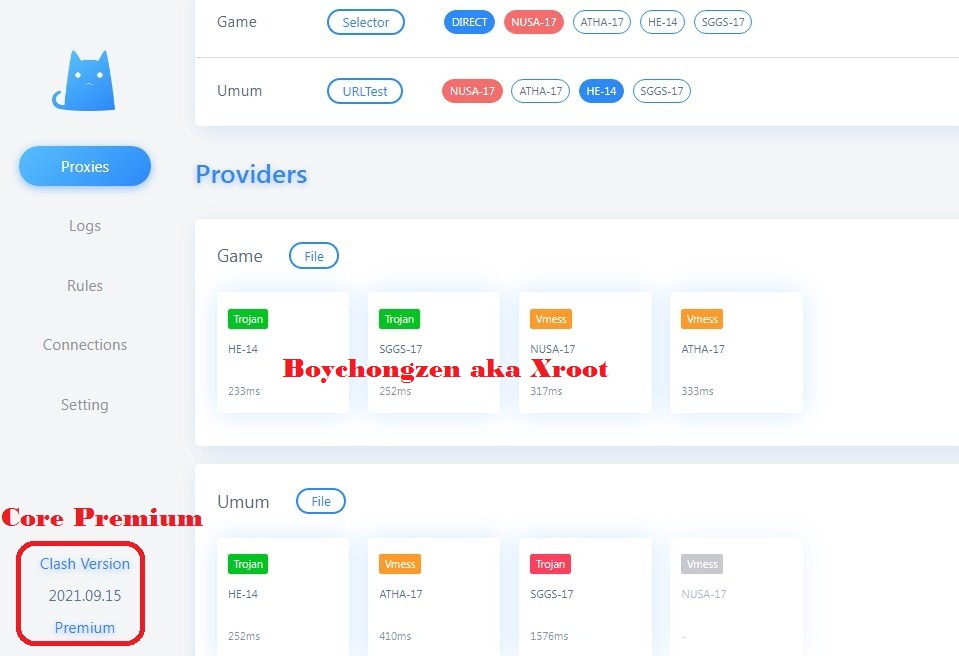 Game Selector DIRECT NUSA-17 ATHA-17 HE-14 SGGS-17
Umum URLTest NUSA-17 ATHA-17 HE-14 SGGS-17
Proxies
Logs
Rules
Connections
Setting
Core Premium
Clash Version
2021.09.15
Premium
Providers
Game File
Trojan Trojan Vmess Vmess
HE-14 SGGS-17 NUSA-17 ATHA-17
Boychongzen aka Xroot
233ms 252ms 317ms 333ms
Umum File
Trojan Vmess Trojan Vmess
HE-14 ATHA-17 SGGS-17 NUSA-17
252ms 410ms 1576ms -